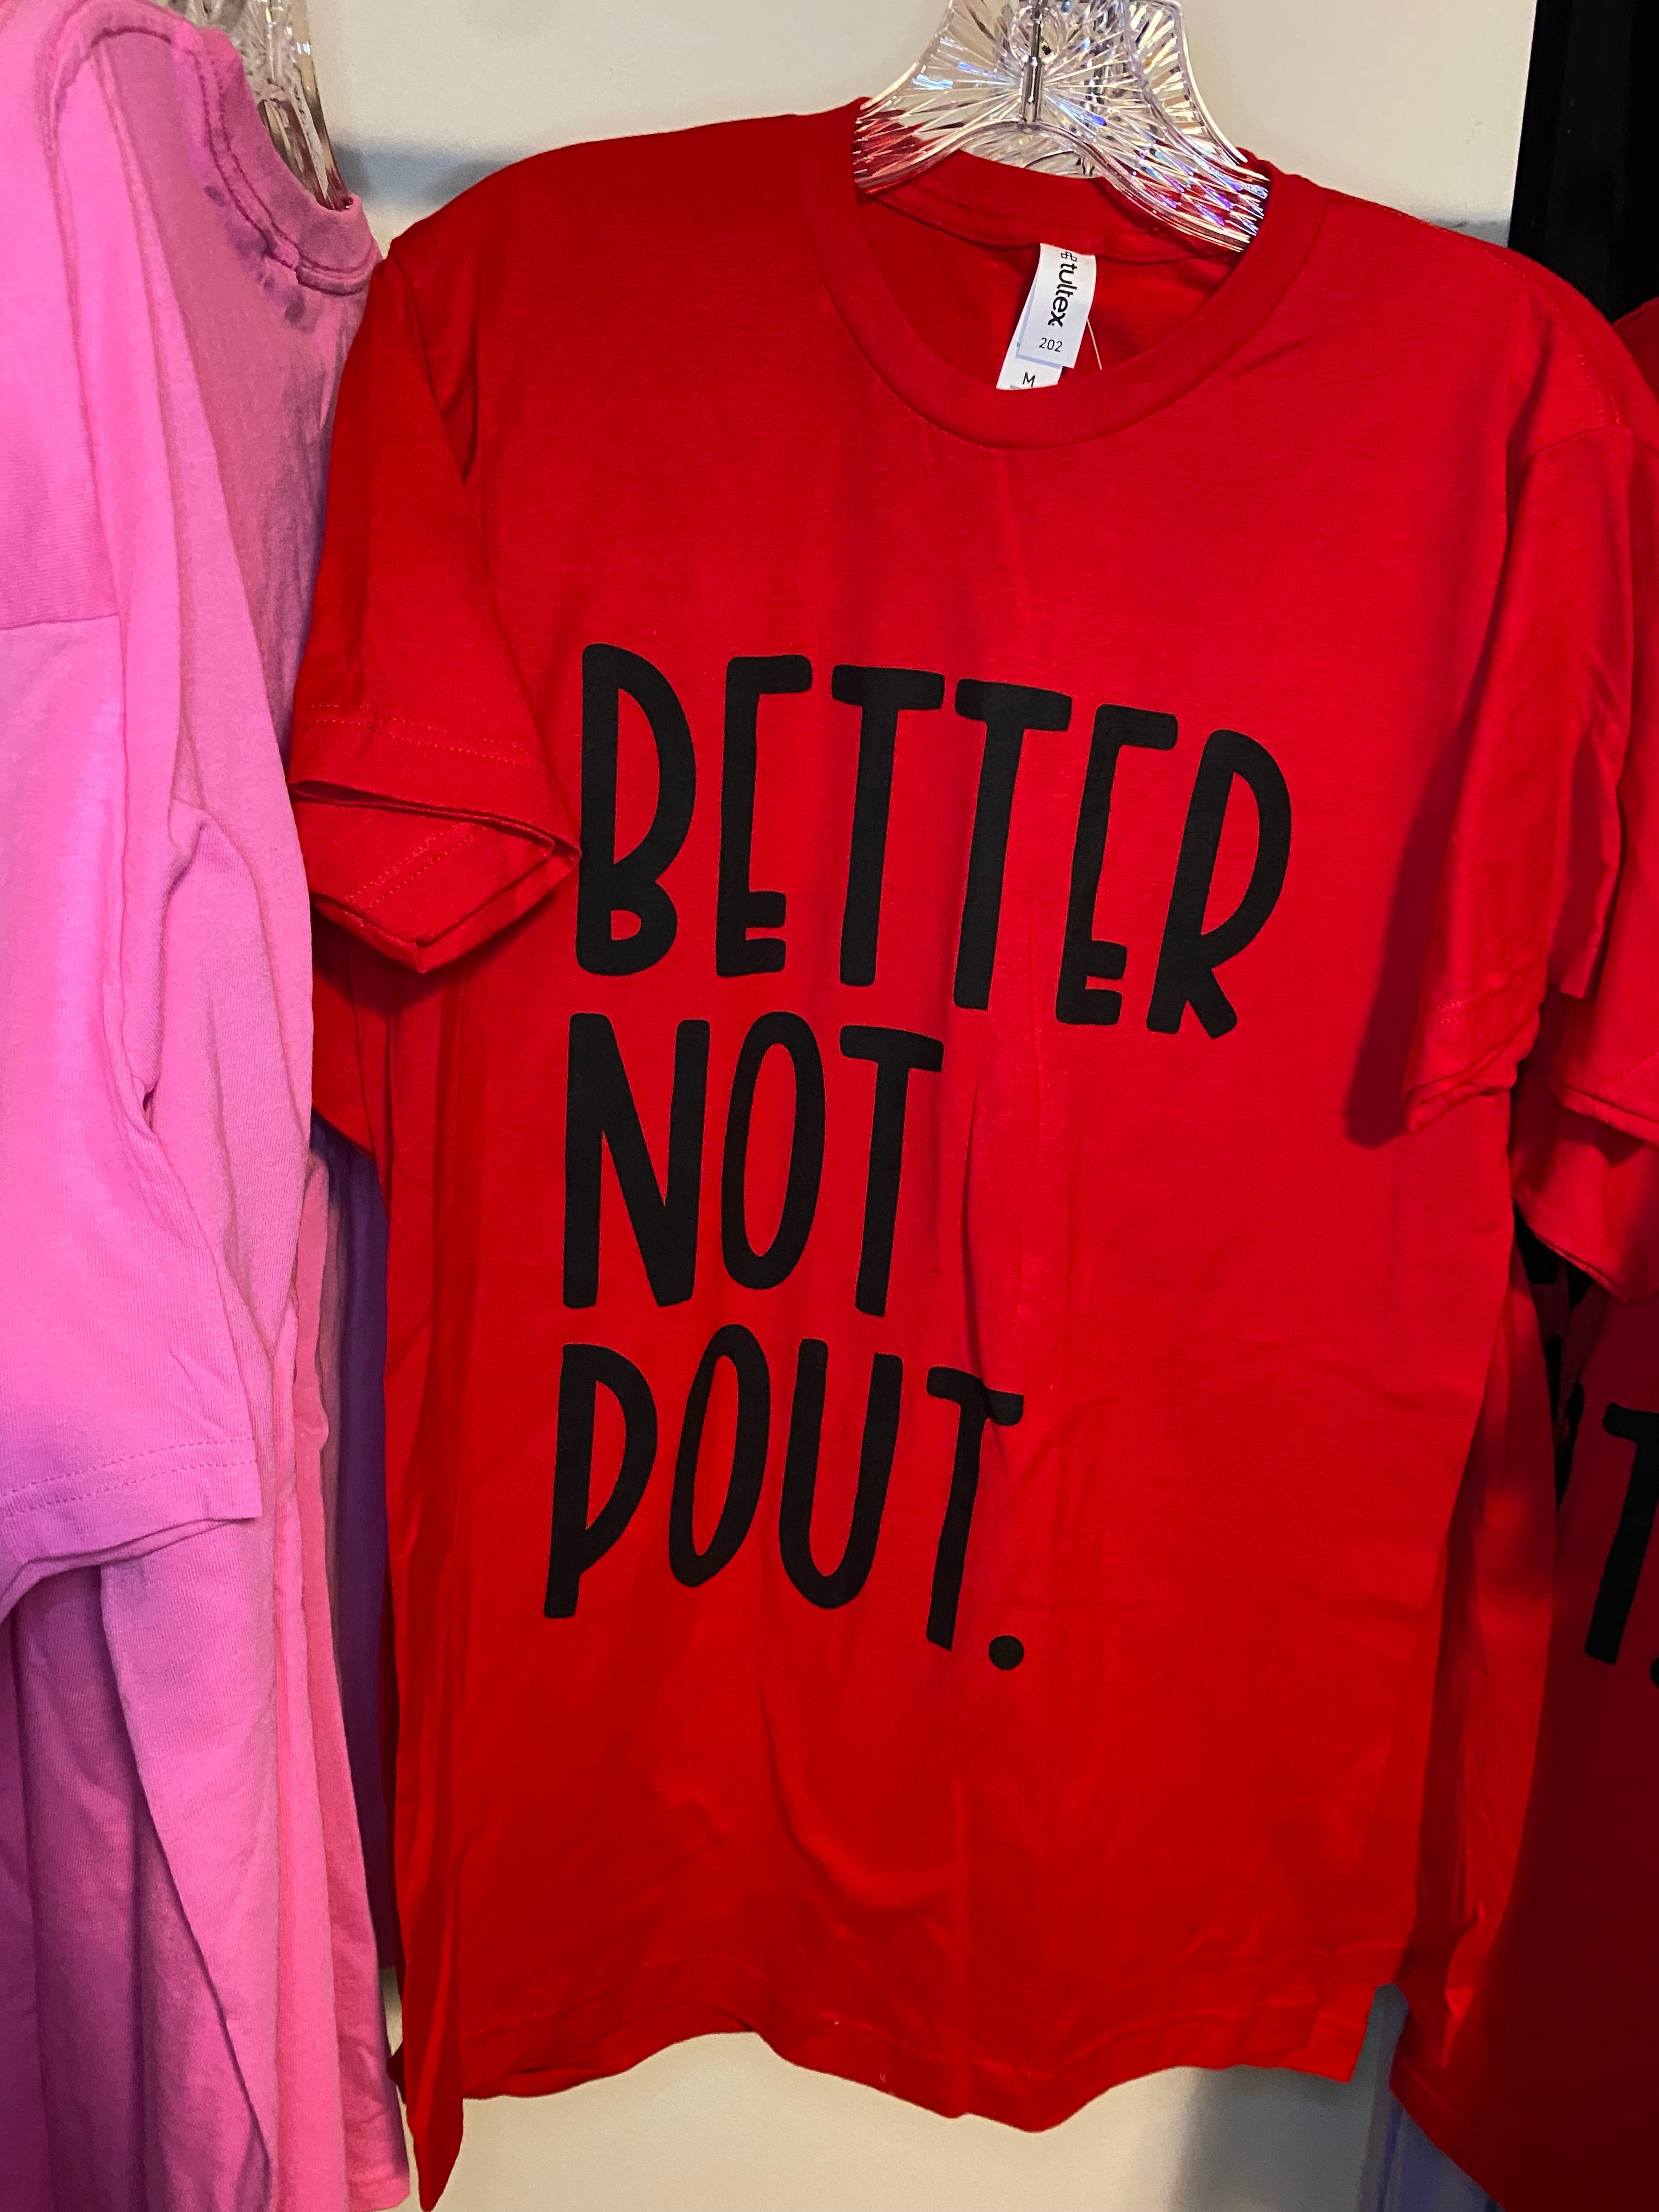 tultex
202
M
BETTER
NOT
POUT.
T.